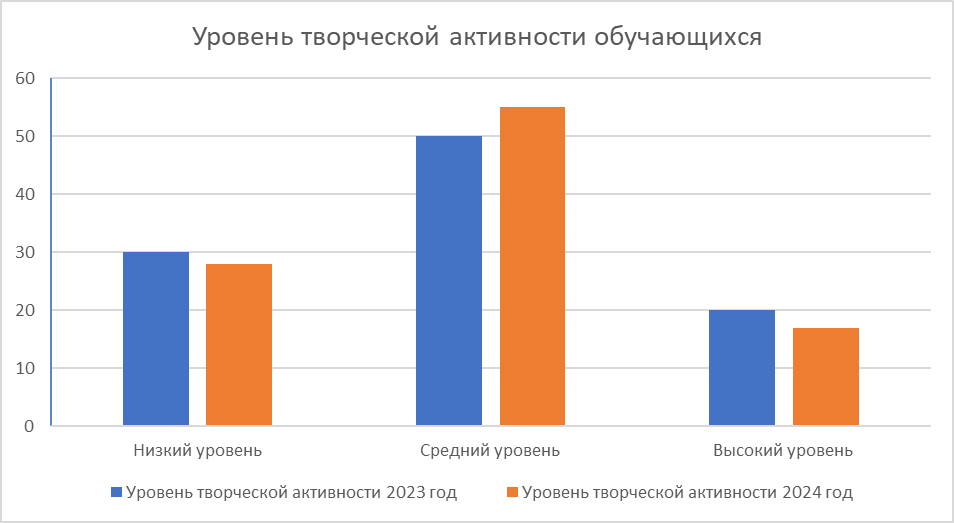 Уровень творческой активности обучающихся
60
50
40
30
20
10
0
Низкий уровень
Средний уровень
Высокий уровень
Уровень творческой активности 2023 год
Уровень творческой активности 2024 год